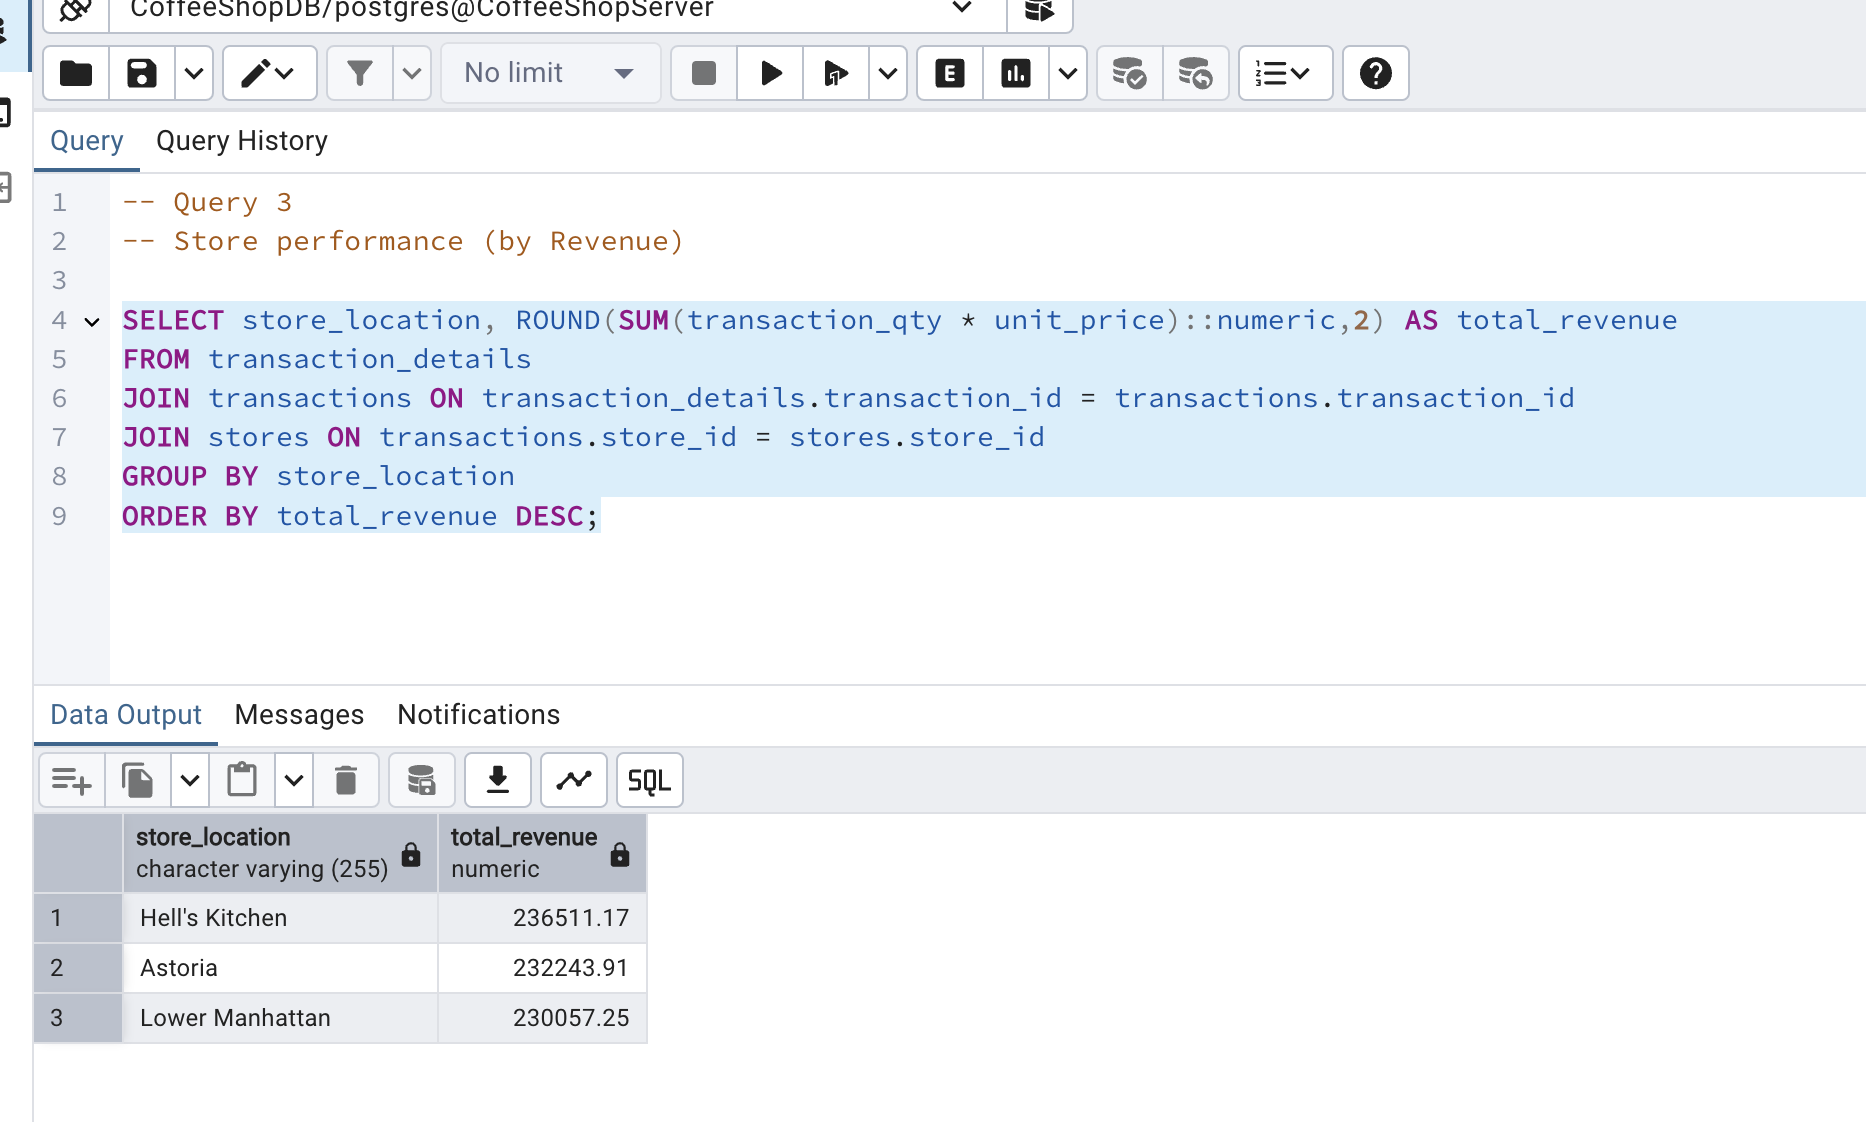 CoffeeShopDB/postgres@CoffeeShopServer
No limit
E
Query Query History
1 -- Query 3
2 -- Store performance (by Revenue)
3
4 SELECT store_location, ROUND(SUM(transaction_qty * unit_price)::numeric,2) AS total_revenue
5 FROM transaction_details
6 JOIN transactions ON transaction_details.transaction_id = transactions.transaction_id
7 JOIN stores ON transactions.store_id = stores.store_id
8 GROUP BY store_location
9 ORDER BY total_revenue DESC;
Data Output Messages Notifications
SQL
store_location total_revenue
character varying (255) numeric
1 Hell's Kitchen 236511.17
2 Astoria 232243.91
3 Lower Manhattan 230057.25